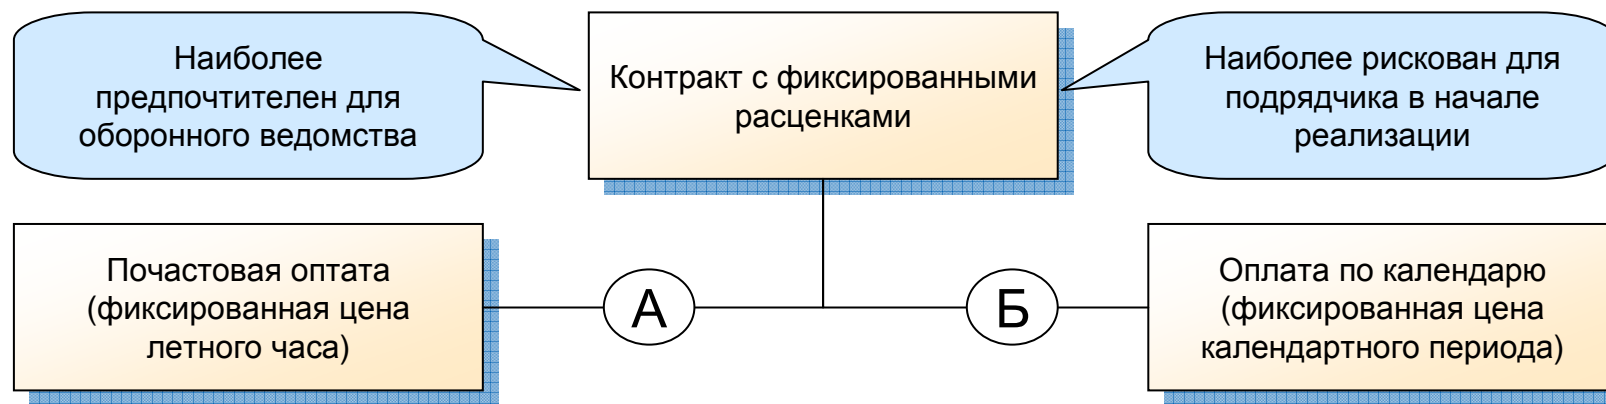 Наиболее
предпочтителен для
оборонного ведомства
Контракт с фиксированными
расценками
Наиболее рискован для
подрядчика в начале
реализации
Почастовая оптата
(фиксированная цена
летного часа)
А
Б
Оплата по календарю
(фиксированная цена
календартного периода)